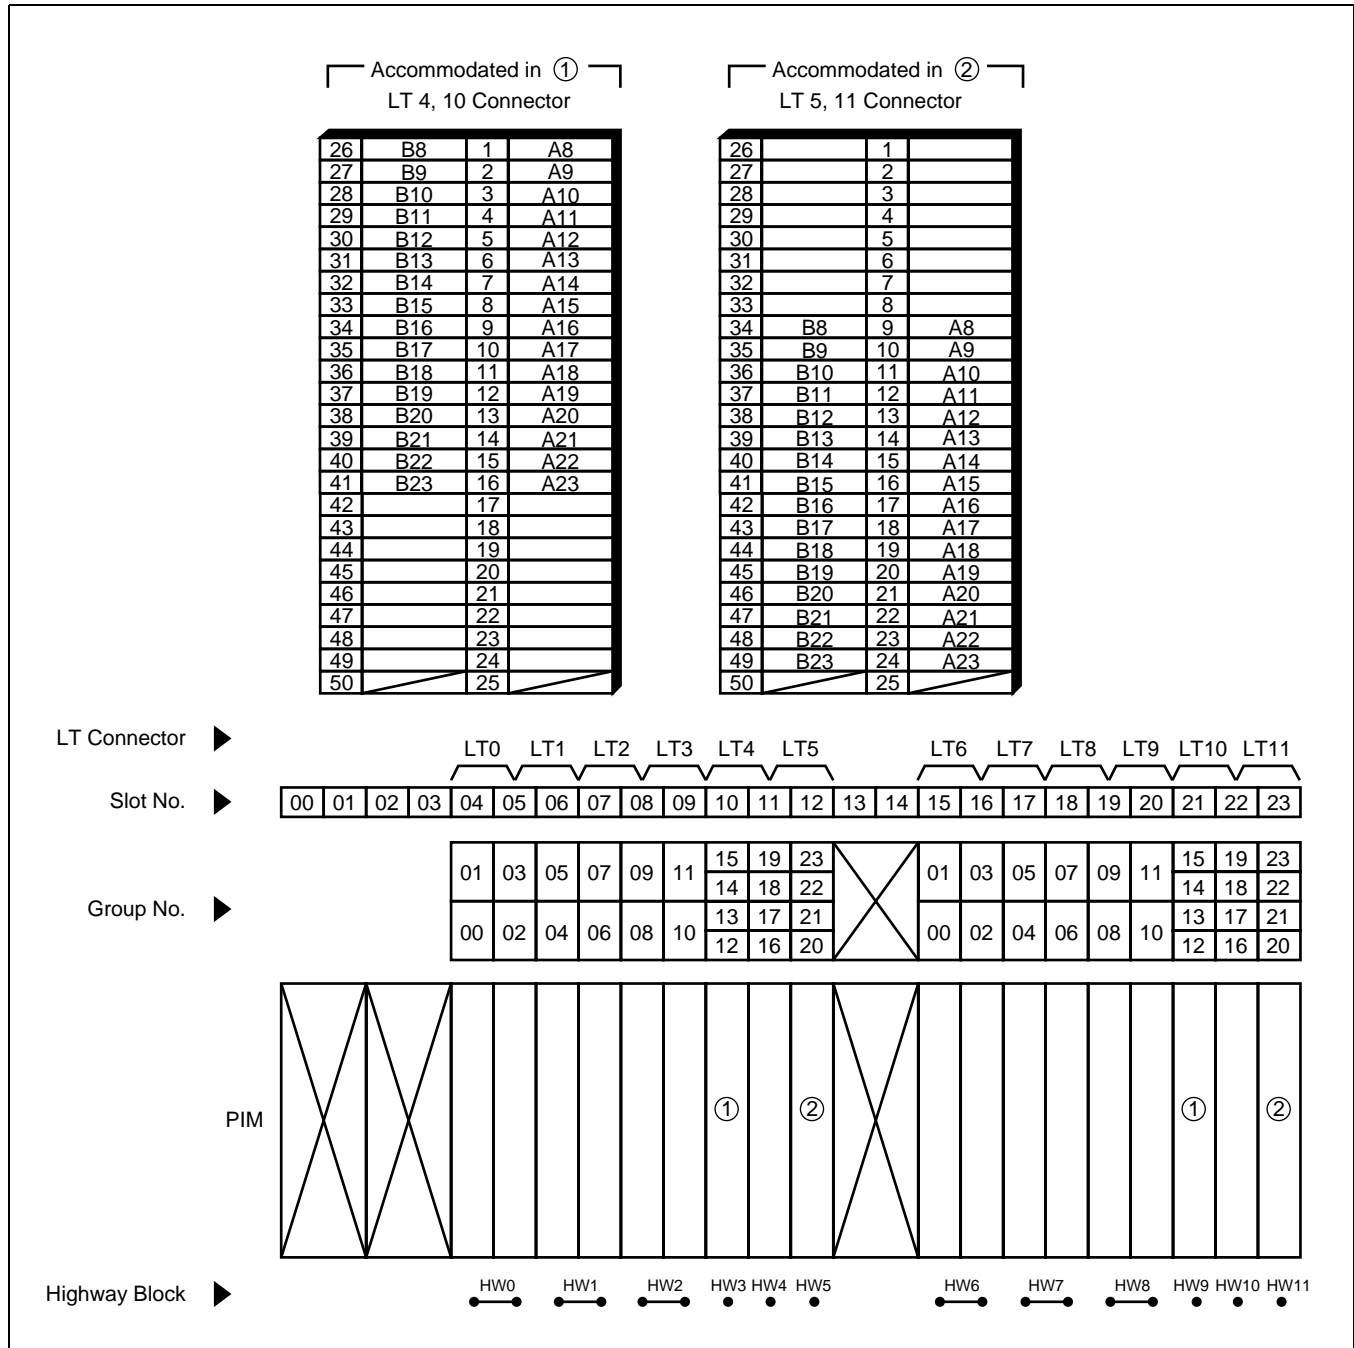 Accommodated in ① Accommodated in ②
LT 4, 10 Connector LT 5, 11 Connector
26 B8 1 A8 26 1
27 B9 2 A9 27 2
28 B10 3 A10 28 3
29 B11 4 A11 29 4
30 B12 5 A12 30 5
31 B13 6 A13 31 6
32 B14 7 A14 32 7
33 B15 8 A15 33 8
34 B16 9 A16 34 B8 9 A8
35 B17 10 A17 35 B9 10 A9
36 B18 11 A18 36 B10 11 A10
37 B19 12 A19 37 B11 12 A11
38 B20 13 A20 38 B12 13 A12
39 B21 14 A21 39 B13 14 A13
40 B22 15 A22 40 B14 15 A14
41 B23 16 A23 41 B15 16 A15
42 17 42 B16 17 A16
43 18 43 B17 18 A17
44 19 44 B18 19 A18
45 20 45 B19 20 A19
46 21 46 B20 21 A20
47 22 47 B21 22 A21
48 23 48 B22 23 A22
49 24 49 B23 24 A23
50 25 50 25
LT Connector LT0 LT1 LT2 LT3 LT4 LT5 LT6 LT7 LT8 LT9 LT10 LT11
Slot No. 00 01 02 03 04 05 06 07 08 09 10 11 12 13 14 15 16 17 18 19 20 21 22 23
15 19 23 15 19 23
01 03 05 07 09 11 01 03 05 07 09 11
14 18 22 14 18 22
Group No.
13 17 21 13 17 21
00 02 04 06 08 10 00 02 04 06 08 10
12 16 20 12 16 20
PIM ① ② ① ②
Highway Block HW0 HW1 HW2 HW3 HW4 HW5 HW6 HW7 HW8 HW9 HW10 HW11